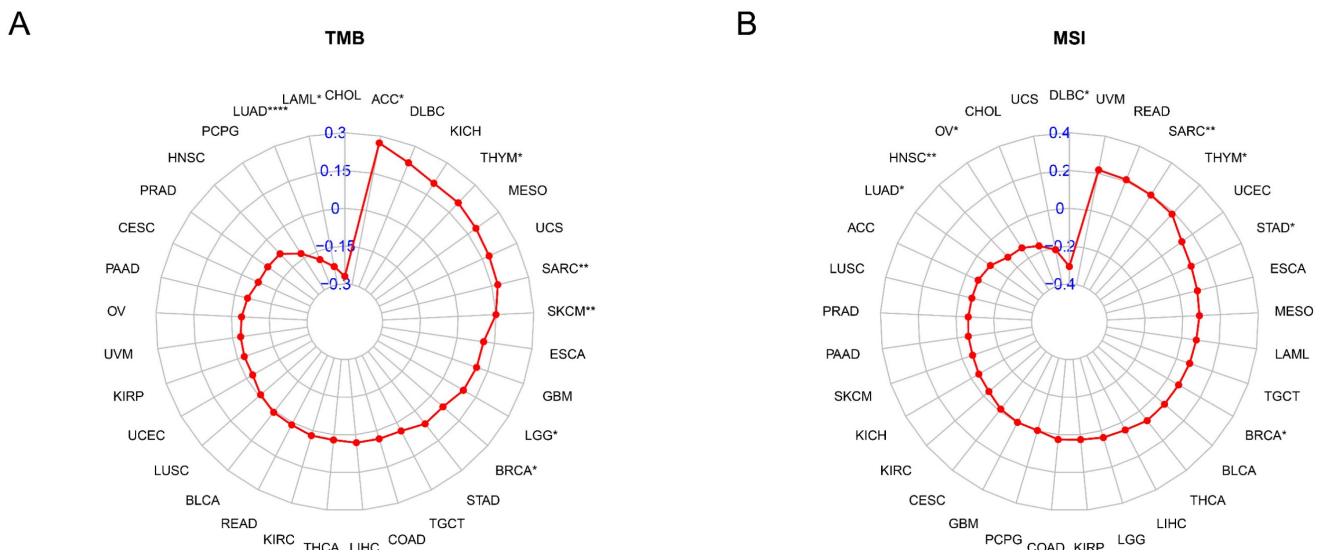 A
TMB
CHOL
ACC*
DLBC
KICH
THYM*
MESO
UCS
SARC**
SKCM**
ESCA
GBM
LGG*
BRCA*
STAD
TGCT
COAD
LIHC
THCA
KIRC
READ
BLCA
LUSC
UCEC
KIRP
UVM
OV
PAAD
CESC
PRAD
HNSC
PCPG
LUAD****
LAML*
0.3
0.15
0
−0.15
−0.3
B
MSI
DLBC*
UVM
READ
SARC**
THYM*
UCEC
STAD*
ESCA
MESO
LAML
TGCT
BRCA*
BLCA
THCA
LIHC
LGG
KIRP
COAD
PCPG
GBM
CESC
KIRC
KICH
SKCM
PAAD
PRAD
LUSC
ACC
LUAD*
HNSC**
OV*
CHOL
UCS
0.4
0.2
0
−0.2
−0.4